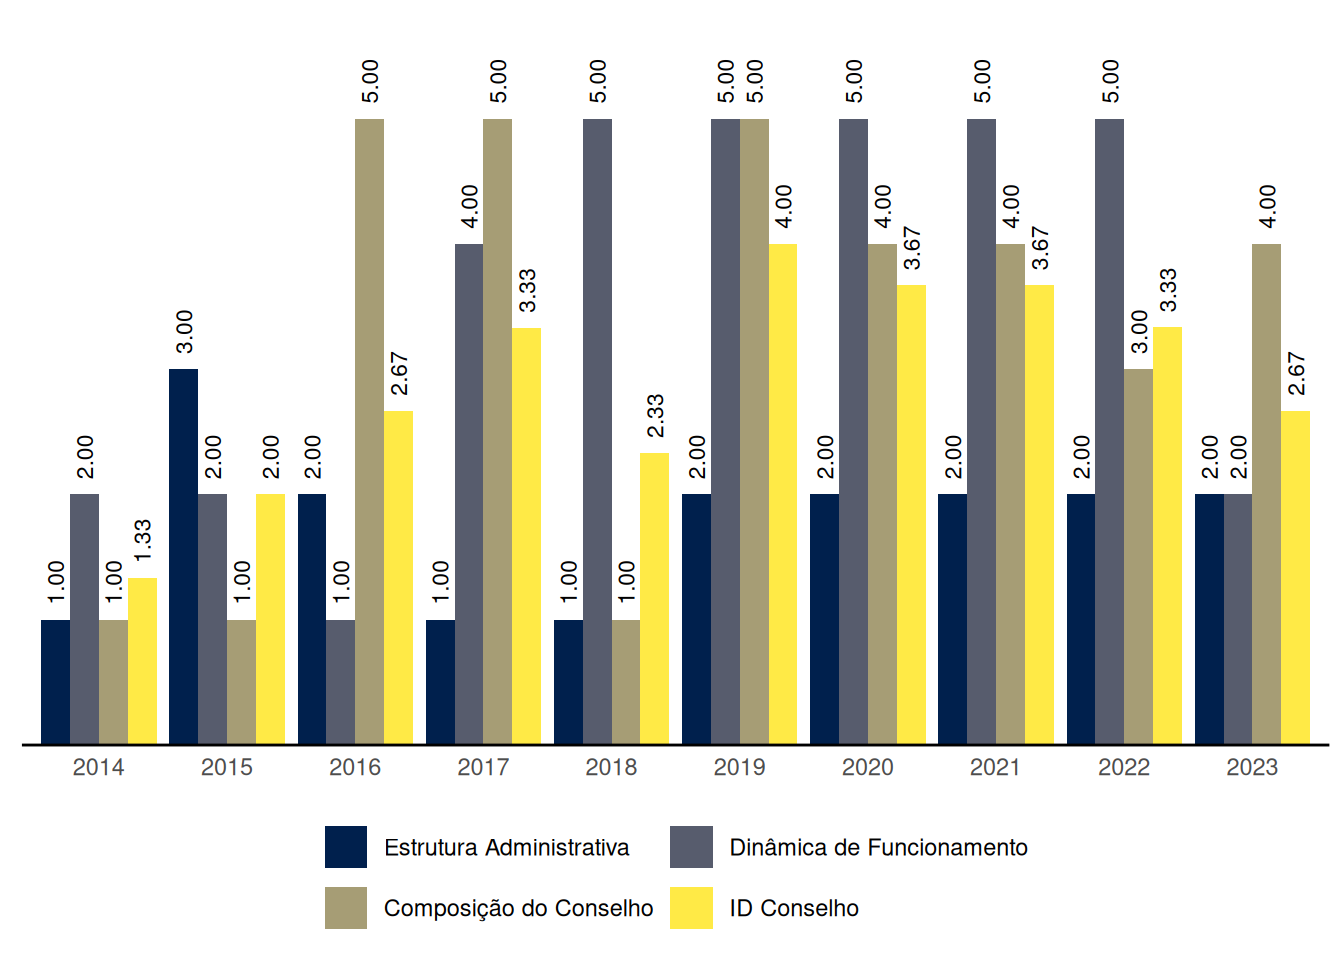 1.00 2.00 1.00 1.33
3.00 2.00 1.00 2.00
2.00 1.00 5.00 2.67
1.00 4.00 5.00 3.33
1.00 5.00 1.00 2.33
2.00 5.00 5.00 4.00
2.00 5.00 4.00 3.67
2.00 5.00 4.00 3.67
2.00 5.00 3.00 3.33
2.00 2.00 4.00 2.67
2014 2015 2016 2017 2018 2019 2020 2021 2022 2023
Estrutura Administrativa Dinâmica de Funcionamento
Composição do Conselho ID Conselho